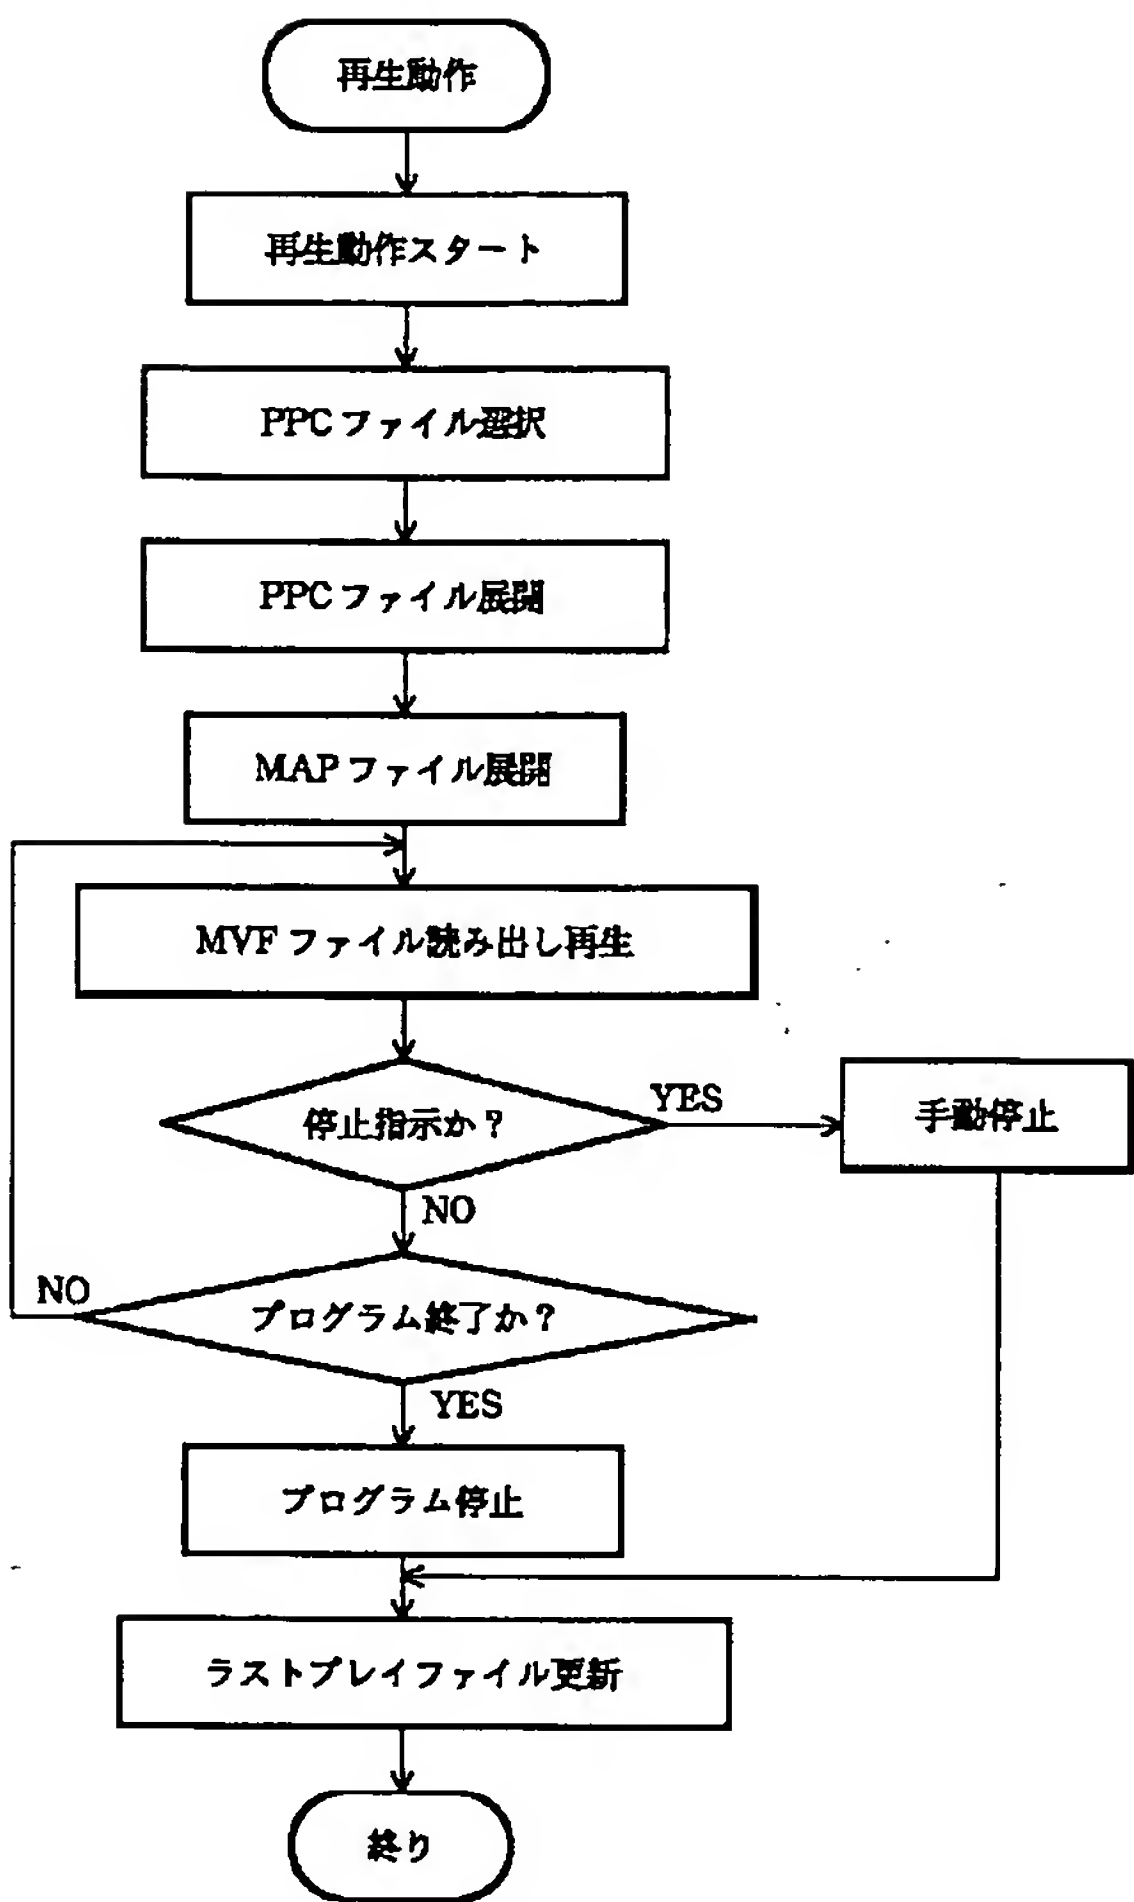 再生動作
再生動作スタート
PPCファイル選択
PPCファイル展開
MAPファイル展開
MVFファイル読み出し再生
停止指示か？
YES
手動停止
NO
プログラム終了か？
NO
YES
プログラム停止
ラストプレイファイル更新
終り